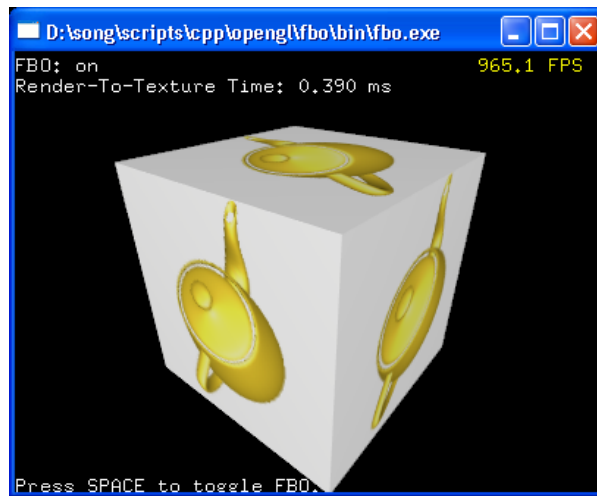 D:\song\scripts\cpp\opengl\fbo\bin\fbo.exe
FBO: on
965.1 FPS
Render-To-Texture Time: 0.390 ms
Press SPACE to toggle FBO.